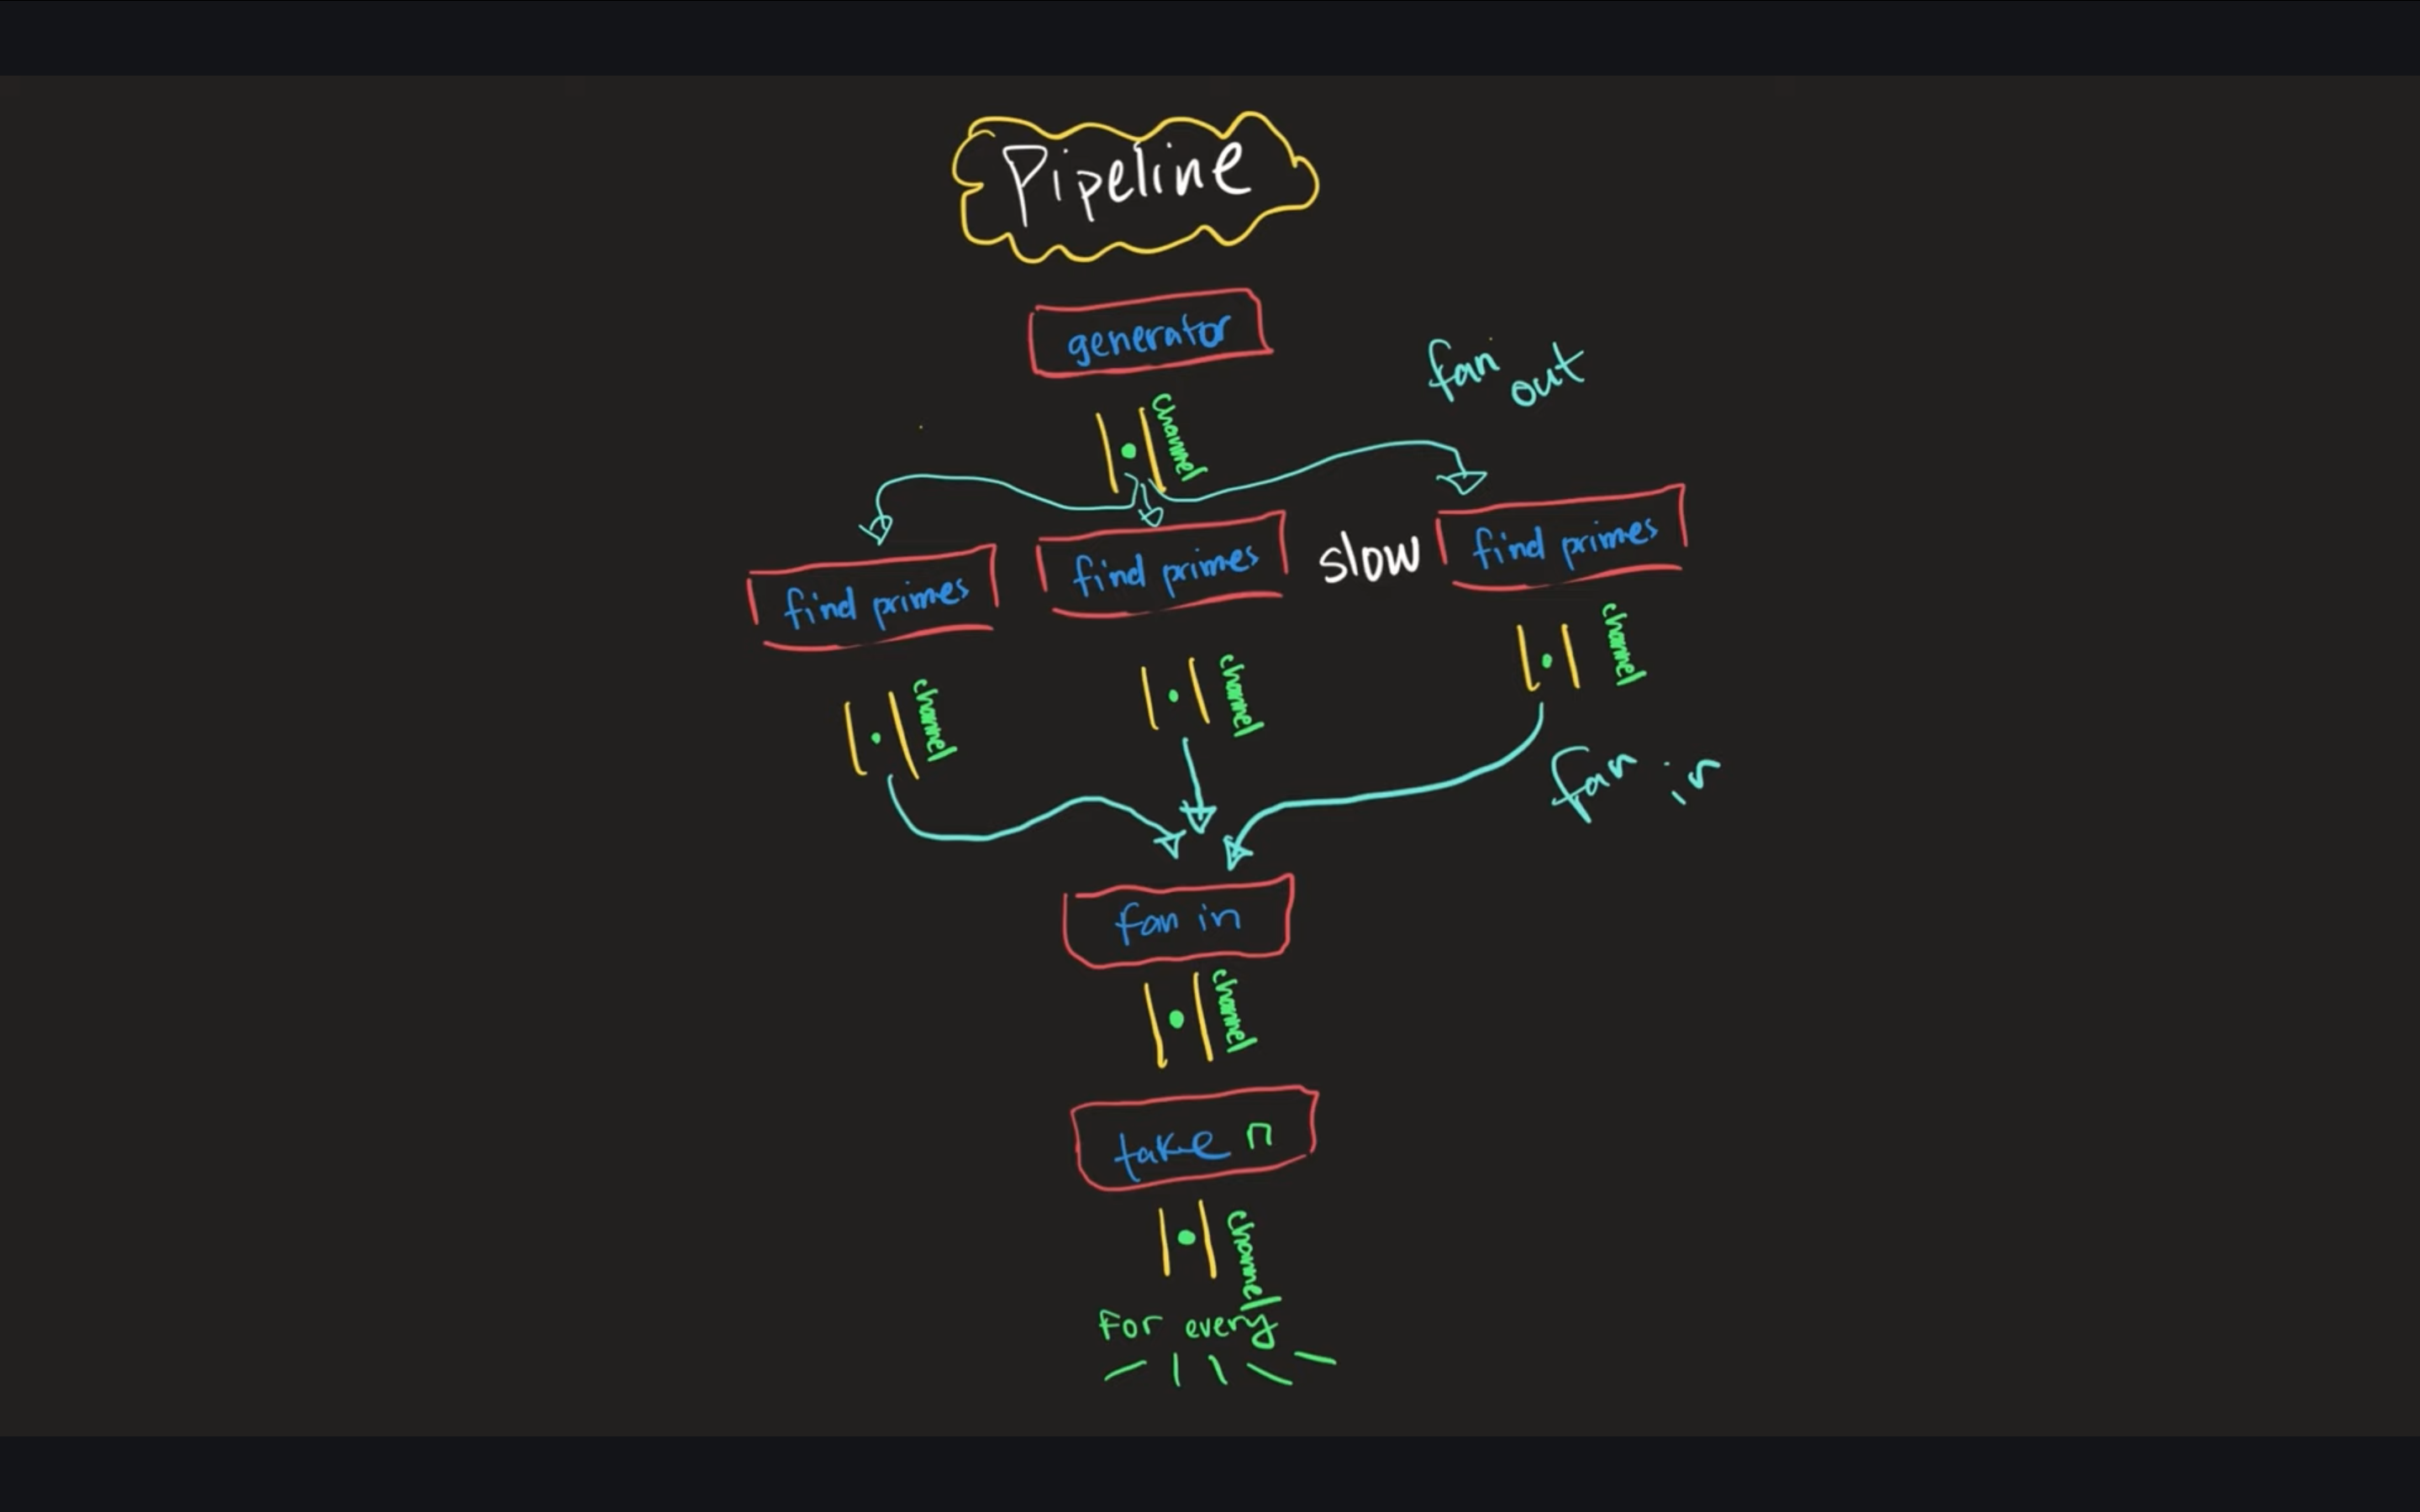 Pipeline
generator
fan out
channel
find primes
find primes
slow
find primes
channel
channel
channel
fan in
fan in
channel
take n
channel
for every